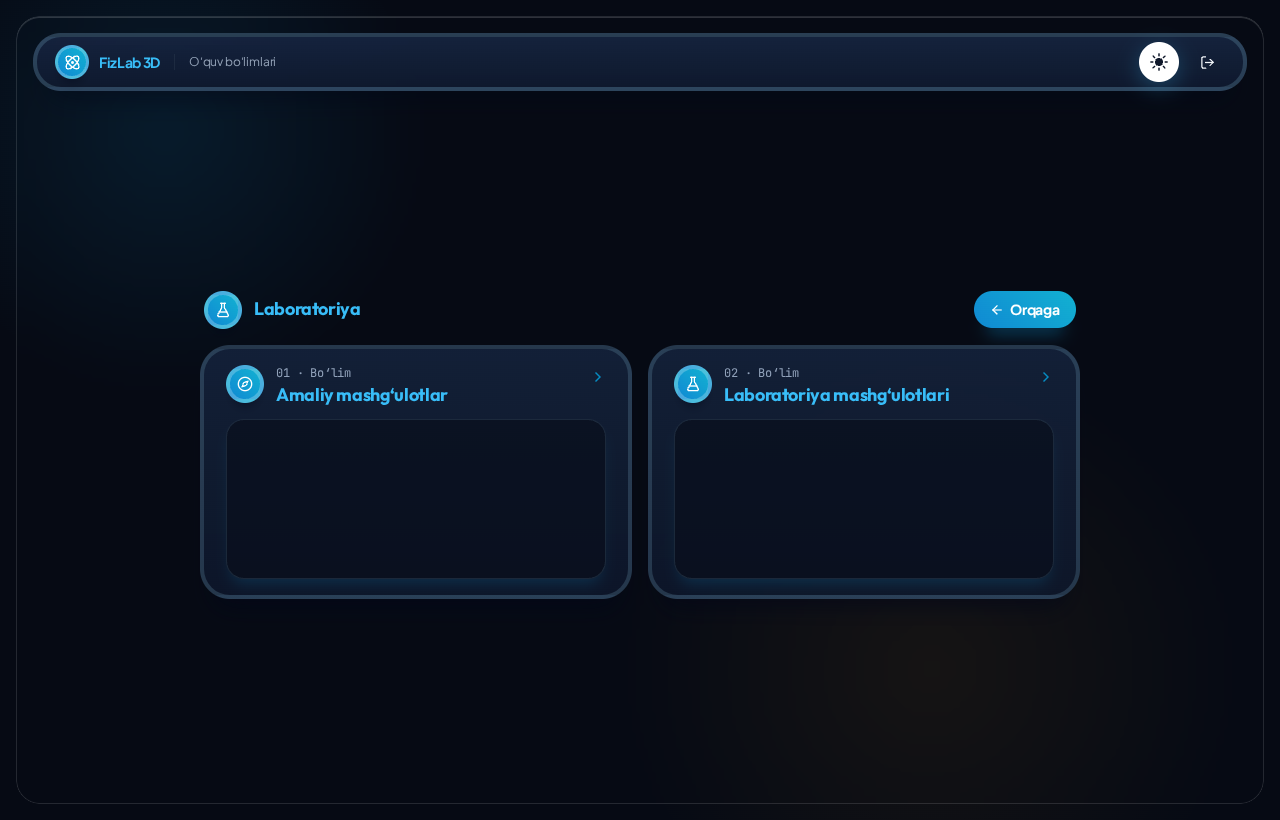 FizLab 3D
O'quv bo'limlari
Laboratoriya
Orqaga
01 · Bo‘lim
Amaliy mashg‘ulotlar
02 · Bo‘lim
Laboratoriya mashg‘ulotlari